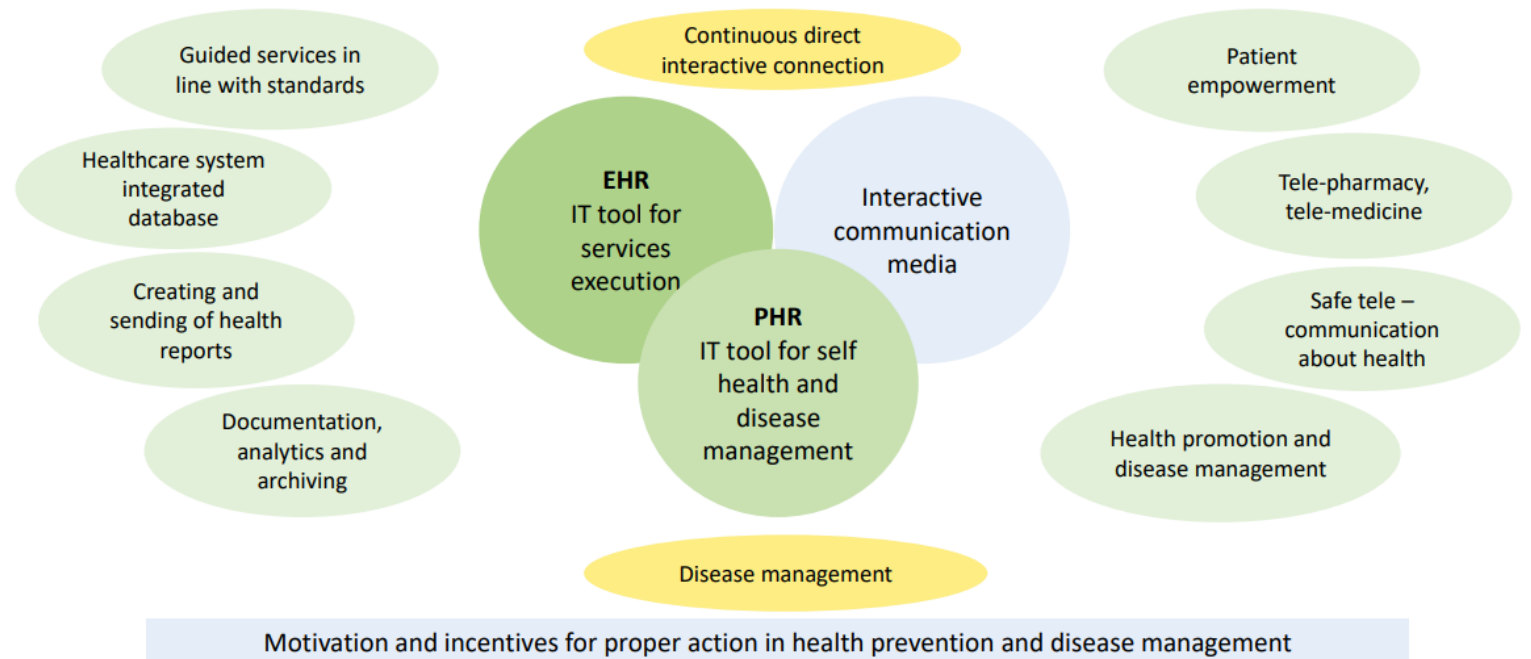 Guided services in
line with standards
Healthcare system
integrated
database
Creating and
sending of health
reports
Documentation,
analytics and
archiving
Continuous direct
interactive connection
EHR
IT tool for
services
execution
Interactive
communication
media
PHR
IT tool for self
health and
disease
management
Disease management
Patient
empowerment
Tele-pharmacy,
tele-medicine
Safe tele –
communication
about health
Health promotion and
disease management
Motivation and incentives for proper action in health prevention and disease management